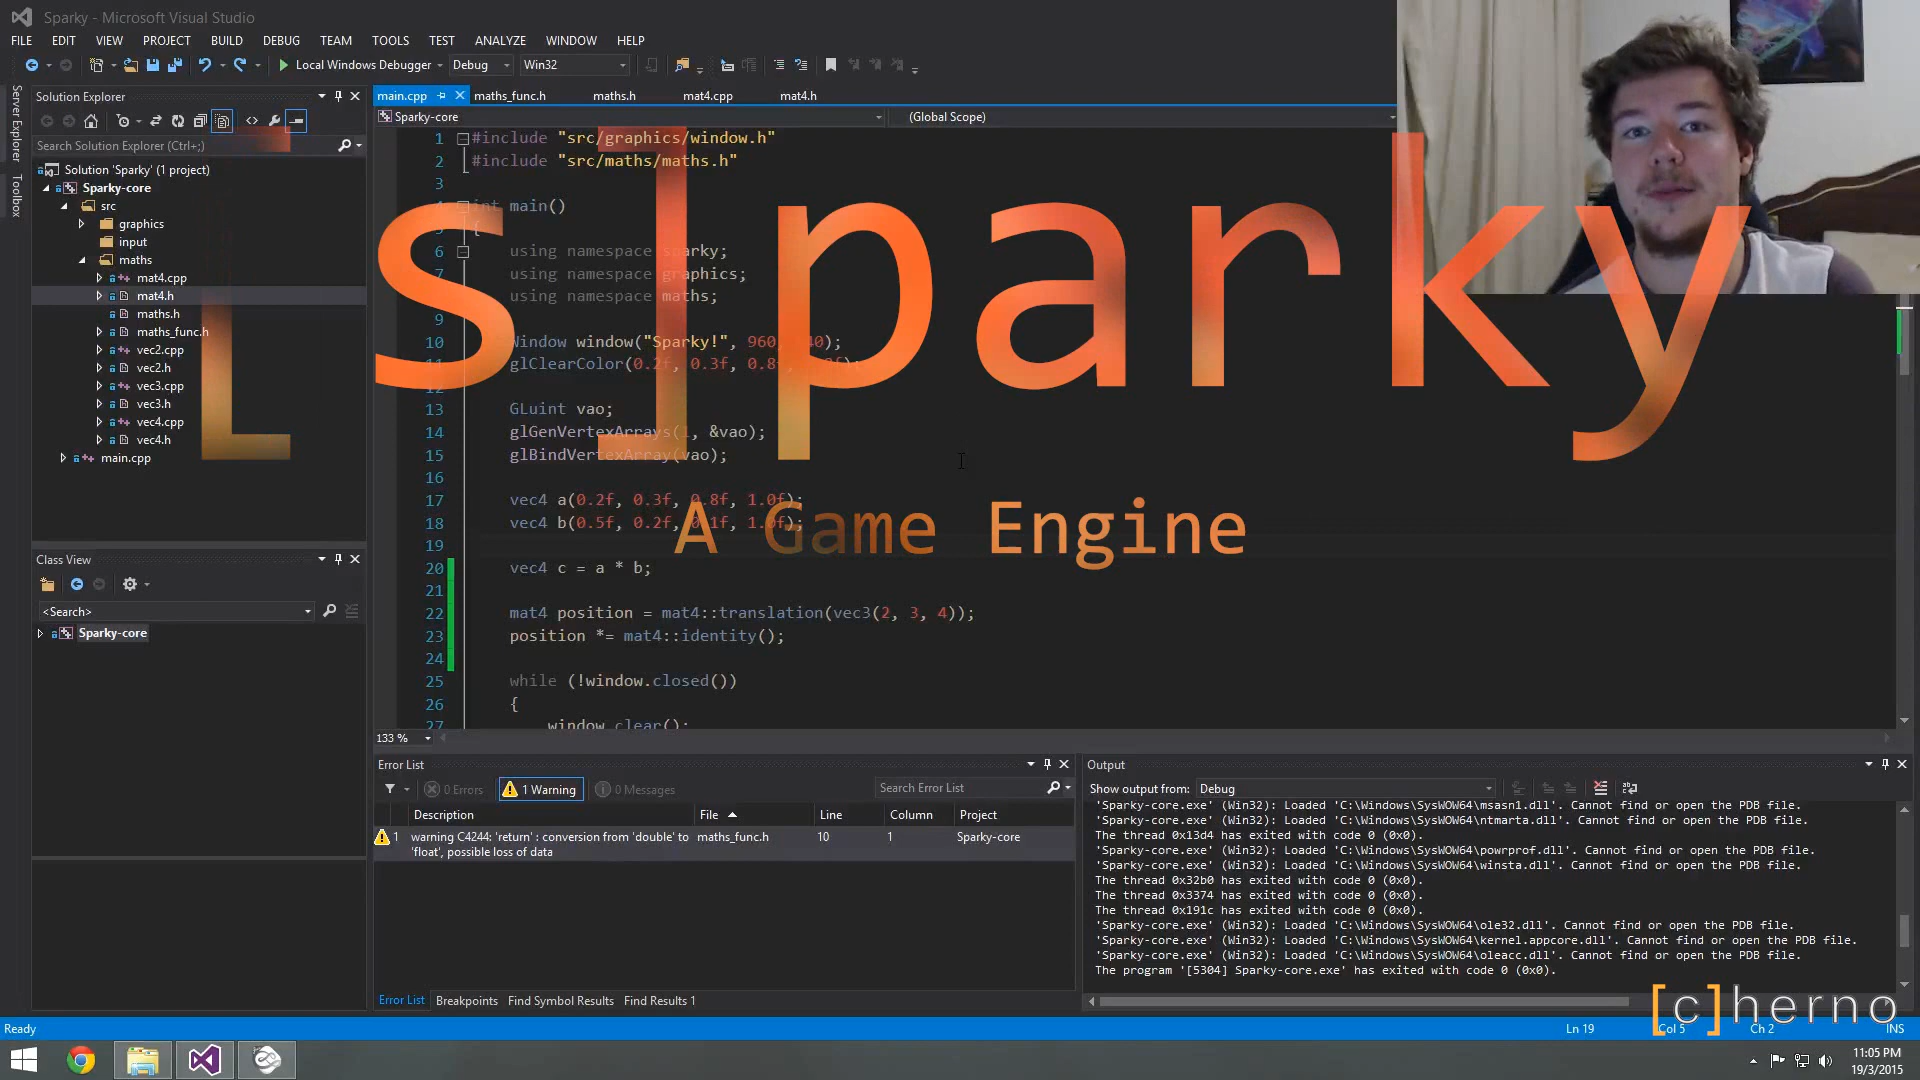 Sparky - Microsoft Visual Studio
FILE EDIT VIEW PROJECT BUILD DEBUG TEAM TOOLS TEST ANALYZE WINDOW HELP
Local Windows Debugger Debug Win32
Server Explorer
Toolbox
Solution Explorer
Search Solution Explorer (Ctrl+;)
Solution 'Sparky' (1 project)
Sparky-core
src
graphics
input
maths
mat4.cpp
mat4.h
maths.h
maths_func.h
vec2.cpp
vec2.h
vec3.cpp
vec3.h
vec4.cpp
vec4.h
main.cpp
Class View
<Search>
Sparky-core
main.cpp maths_func.h maths.h mat4.cpp mat4.h
Sparky-core (Global Scope)
1 #include "src/graphics/window.h"
2 #include "src/maths/maths.h"
3
int main()
{
6 using namespace sparky;
7 using namespace graphics;
using namespace maths;
9
10 Window window("Sparky!", 960, 540);
11 glClearColor(0.2f, 0.3f, 0.8f
12
13 GLuint vao;
14 glGenVertexArrays(1, &vao);
15 glBindVertexArray(vao);
16
17 vec4 a(0.2f, 0.3f, 0.8f, 1.0f);
18 vec4 b(0.5f, 0.2f, 0.1f, 1.0f);
19
20 vec4 c = a * b;
21
22 mat4 position = mat4::translation(vec3(2, 3, 4));
23 position *= mat4::identity();
24
25 while (!window.closed())
26 {
27 window.clear();
133 %
[s]parky
A Game Engine
Error List
0 Errors 1 Warning 0 Messages Search Error List
Description File Line Column Project
1 warning C4244: 'return' : conversion from 'double' to maths_func.h 10 1 Sparky-core
'float', possible loss of data
Error List Breakpoints Find Symbol Results Find Results 1
Output
Show output from: Debug
'Sparky-core.exe' (Win32): Loaded 'C:\Windows\SysWOW64\msasn1.dll'. Cannot find or open the PDB file.
'Sparky-core.exe' (Win32): Loaded 'C:\Windows\SysWOW64\ntmarta.dll'. Cannot find or open the PDB file.
The thread 0x13d4 has exited with code 0 (0x0).
'Sparky-core.exe' (Win32): Loaded 'C:\Windows\SysWOW64\powrprof.dll'. Cannot find or open the PDB file.
'Sparky-core.exe' (Win32): Loaded 'C:\Windows\SysWOW64\winsta.dll'. Cannot find or open the PDB file.
The thread 0x32b0 has exited with code 0 (0x0).
The thread 0x3374 has exited with code 0 (0x0).
The thread 0x191c has exited with code 0 (0x0).
'Sparky-core.exe' (Win32): Loaded 'C:\Windows\SysWOW64\ole32.dll'. Cannot find or open the PDB file.
'Sparky-core.exe' (Win32): Loaded 'C:\Windows\SysWOW64\kernel.appcore.dll'. Cannot find or open the PDB file.
'Sparky-core.exe' (Win32): Loaded 'C:\Windows\SysWOW64\oleacc.dll'. Cannot find or open the PDB file.
The program '[5304] Sparky-core.exe' has exited with code 0 (0x0).
[c]herno
Ready Ln 19 Col 5 Ch 2 INS
11:05 PM
19/3/2015